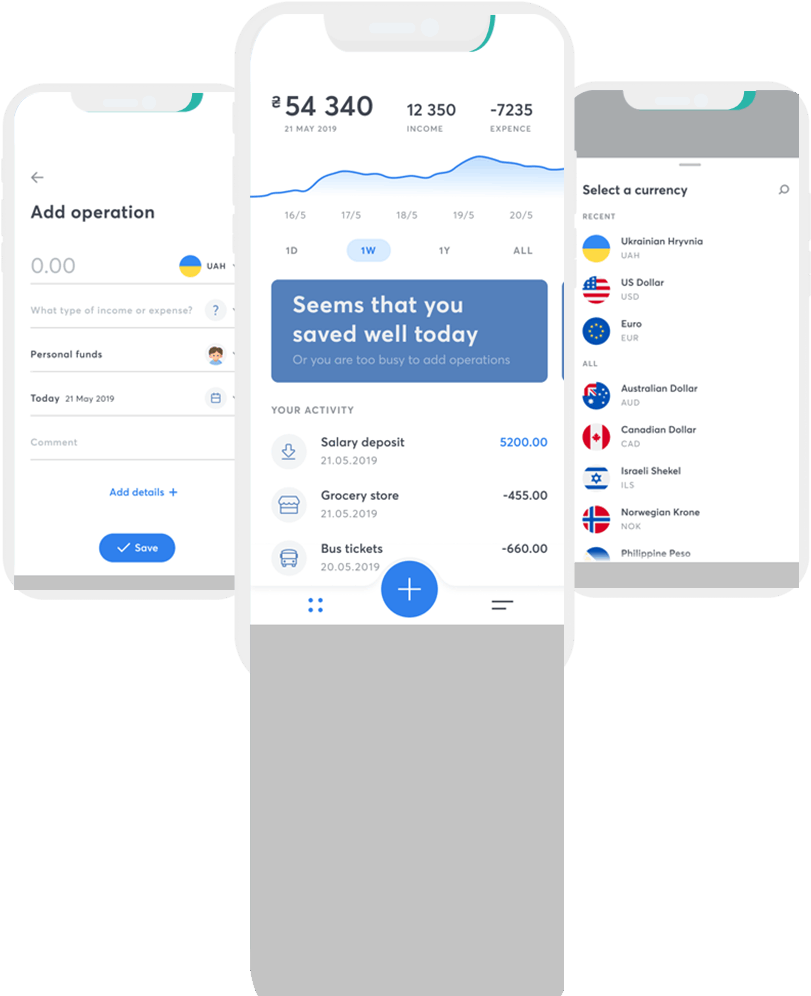 Add operation
0.00 UAH
What type of income or expense? ?
Personal funds
Today 21 May 2019
Comment
Add details +
Save
₴54 340
21 MAY 2019
12 350
INCOME
-7235
EXPENCE
16/5 17/5 18/5 19/5 20/5
1D 1W 1Y ALL
Seems that you
saved well today
Or you are too busy to add operations
YOUR ACTIVITY
Salary deposit 5200.00
21.05.2019
Grocery store -455.00
21.05.2019
Bus tickets -660.00
20.05.2019
Select a currency
RECENT
Ukrainian Hryvnia
UAH
US Dollar
USD
Euro
EUR
ALL
Australian Dollar
AUD
Canadian Dollar
CAD
Israeli Shekel
ILS
Norwegian Krone
NOK
Philippine Peso